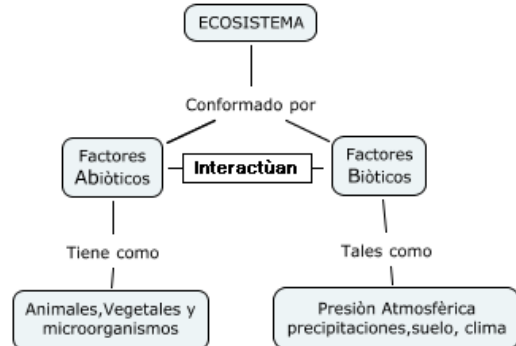 ECOSISTEMA
Conformado por
Factores
Abiòticos
Interactùan
Factores
Biòticos
Tiene como
Tales como
Animales,Vegetales y
microorganismos
Presiòn Atmosfèrica
precipitaciones,suelo, clima